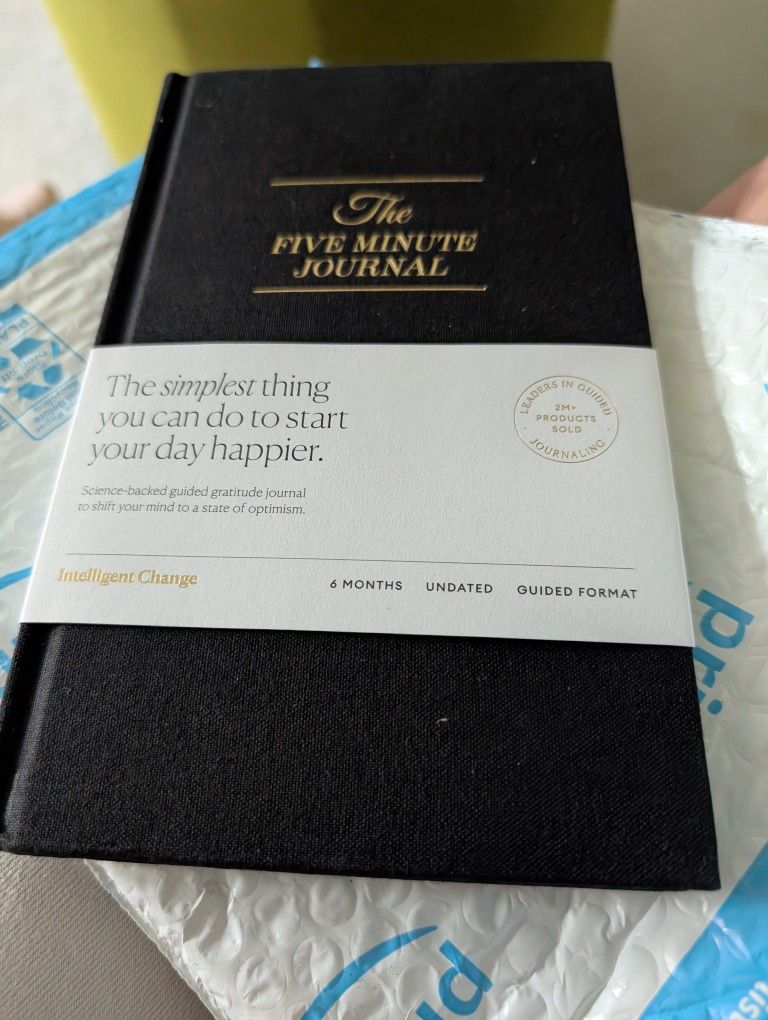 The
FIVE MINUTE
JOURNAL
The simplest thing
you can do to start
your day happier.
LEADERS IN GUIDED
2M+
PRODUCTS
SOLD
JOURNALING
Science-backed guided gratitude journal
to shift your mind to a state of optimism.
Intelligent Change
6 MONTHS UNDATED GUIDED FORMAT
pri